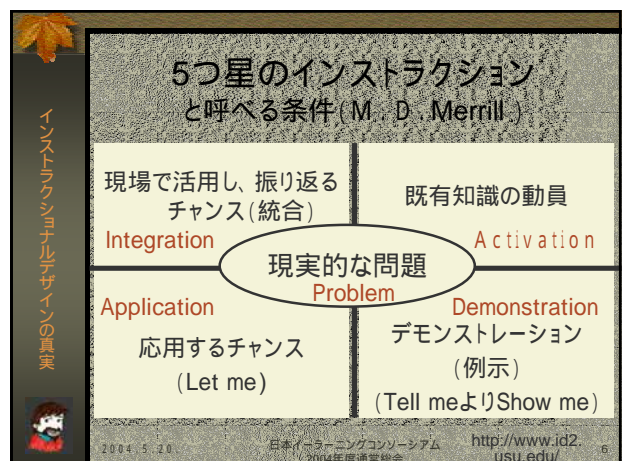 インストラクショナルデザインの真実
5つ星のインストラクション
と呼べる条件(M．D．Merrill)
現場で活用し、振り返る
チャンス(統合)
Integration
既有知識の動員
Activation
現実的な問題
Problem
Application
応用するチャンス
(Let me)
Demonstration
デモンストレーション
(例示)
(Tell meよりShow me)
2004.5.20
日本イーラーニングコンソーシアム
2004年度通常総会
http://www.id2.
usu.edu/
6